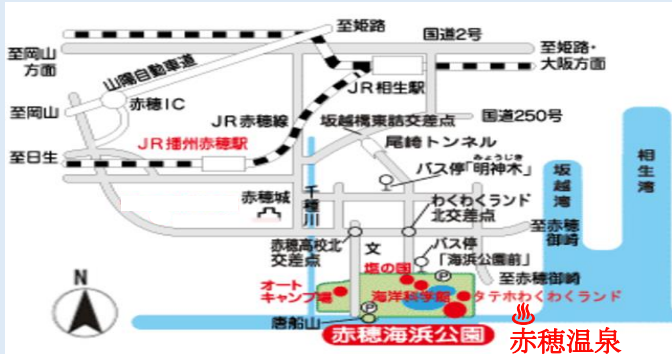 至姫路
国道2号
至岡山
方面
至姫路・
大阪方面
山陽自動車道
JR相生駅
至岡山
赤穂IC
JR赤穂線
坂越橋東詰交差点
国道250号
JR播州赤穂駅
尾崎トンネル
至日生
みょうじぎ
バス停「明神木」
坂越湾
相生湾
赤穂城
千種川
わくわくランド
北交差点
至赤穂
御崎
赤穂高校北
交差点
文
バス停
「海浜公園前」
N
塩の国
P
至赤穂御崎
オート
キャンプ場
海洋科学館
タテホわくわくランド
P
唐船山
赤穂海浜公園
赤穂温泉